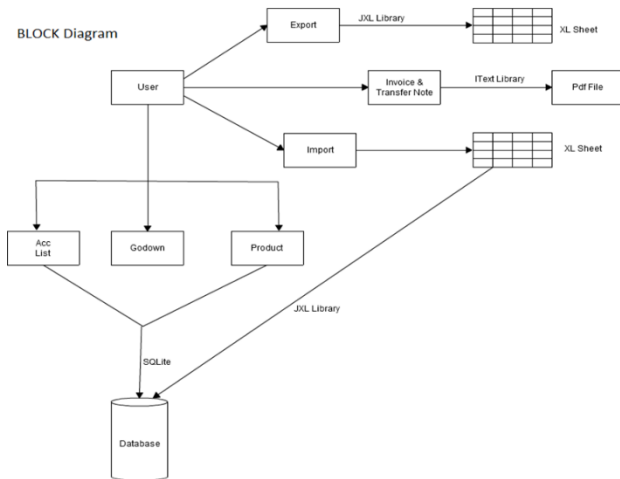 BLOCK Diagram
Export
JXL Library
XL Sheet
User
Invoice &
Transfer Note
IText Library
Pdf File
Import
XL Sheet
Acc
List
Godown
Product
JXL Library
SQLite
Database